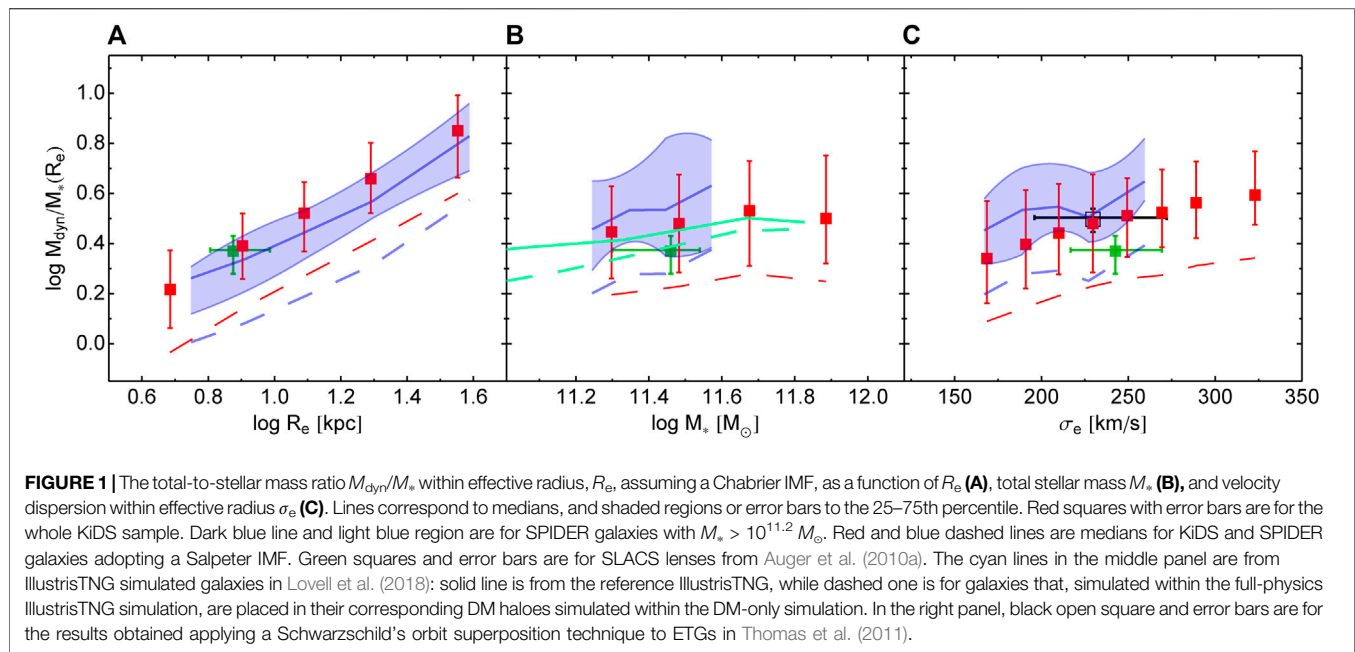 A
B
C
log M_dyn/M_*(R_e)
1.0
0.8
0.6
0.4
0.2
0.0
0.6 0.8 1.0 1.2 1.4 1.6
11.2 11.4 11.6 11.8 12.0
150 200 250 300 350
log R_e [kpc]
log M_* [M_⊙]
σ_e [km/s]
FIGURE 1 | The total-to-stellar mass ratio M_dyn/M_* within effective radius, R_e, assuming a Chabrier IMF, as a function of R_e (A), total stellar mass M_* (B), and velocity
dispersion within effective radius σ_e (C). Lines correspond to medians, and shaded regions or error bars to the 25–75th percentile. Red squares with error bars are for the
whole KiDS sample. Dark blue line and light blue region are for SPIDER galaxies with M_* > 10^11.2 M_⊙. Red and blue dashed lines are medians for KiDS and SPIDER
galaxies adopting a Salpeter IMF. Green squares and error bars are for SLACS lenses from Auger et al. (2010a). The cyan lines in the middle panel are from
IllustrisTNG simulated galaxies in Lovell et al. (2018): solid line is from the reference IllustrisTNG, while dashed one is for galaxies that, simulated within the full-physics
IllustrisTNG simulation, are placed in their corresponding DM haloes simulated within the DM-only simulation. In the right panel, black open square and error bars are for
the results obtained applying a Schwarzschild's orbit superposition technique to ETGs in Thomas et al. (2011).